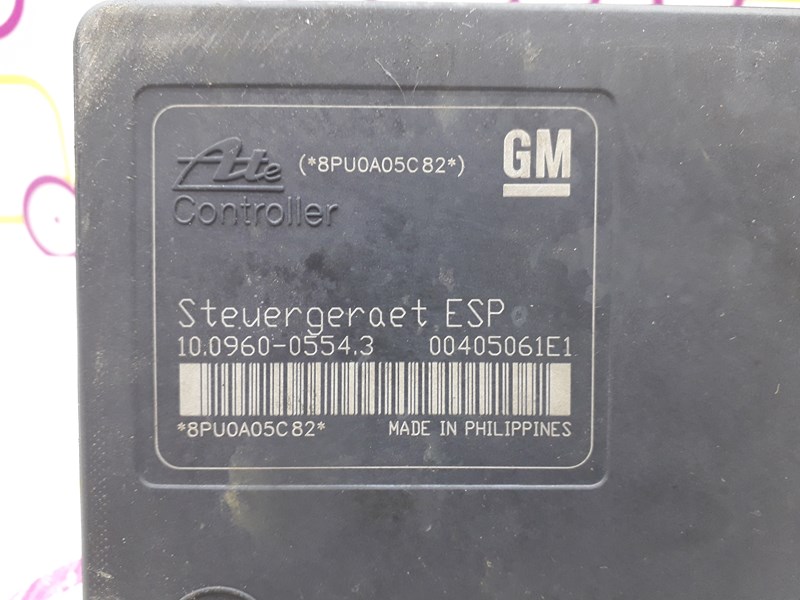 Ate (*8PU0A05C82*) GM
Controller
Steuergeraet ESP
10.0960-0554.3 00405061E1
*8PU0A05C82* MADE IN PHILIPPINES